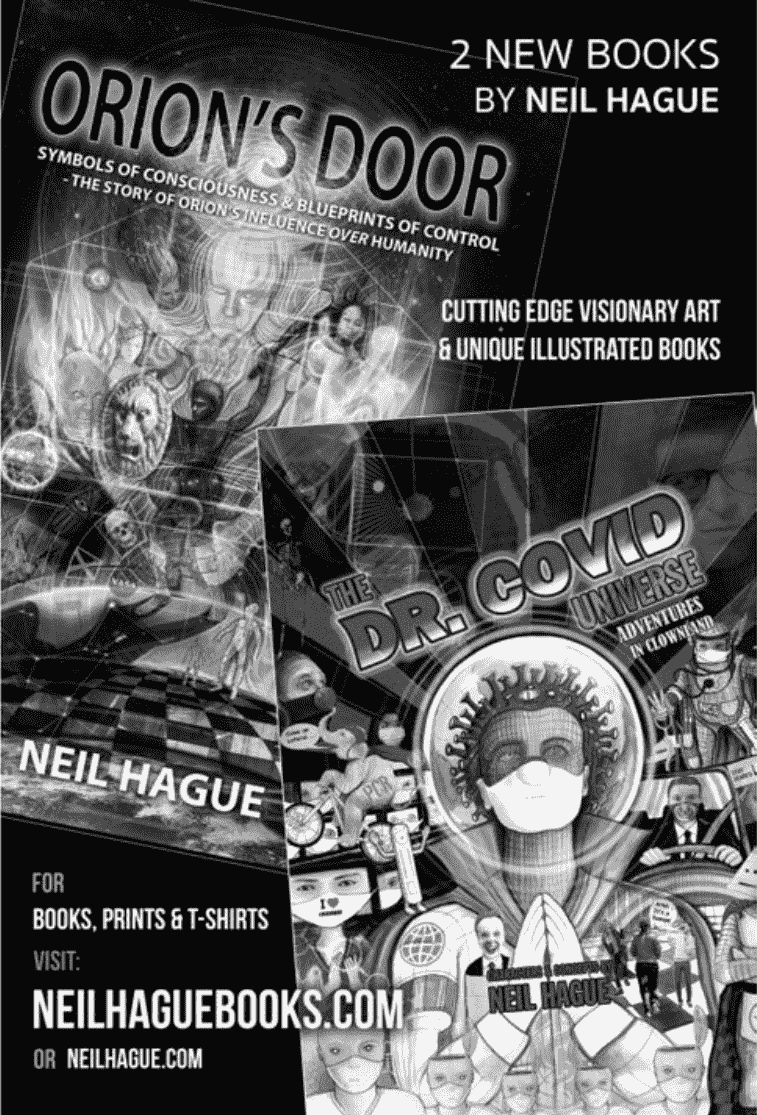 2 NEW BOOKS
BY NEIL HAGUE
ORION'S DOOR
SYMBOLS OF CONSCIOUSNESS & BLUEPRINTS OF CONTROL
- THE STORY OF ORION'S INFLUENCE OVER HUMANITY
CUTTING EDGE VISIONARY ART
& UNIQUE ILLUSTRATED BOOKS
THE
DR. COVID
UNIVERSE
ADVENTURES
IN CLOWNLAND
NEIL HAGUE
PCR
I ♥
NEIL HAGUE
FOR
BOOKS, PRINTS & T-SHIRTS
VISIT:
NEILHAGUEBOOKS.COM
OR NEILHAGUE.COM